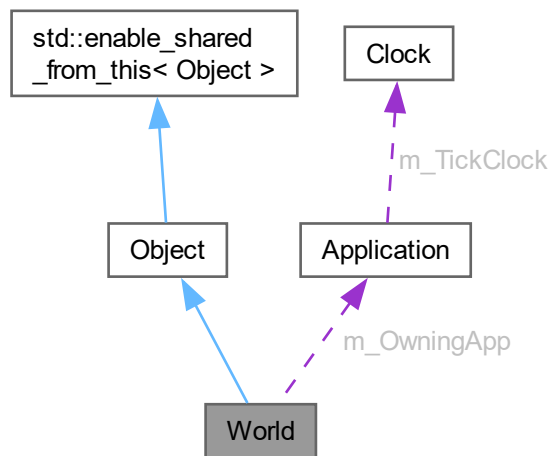 std::enable_shared
_from_this< Object >
Clock
m_TickClock
Object
Application
m_OwningApp
World